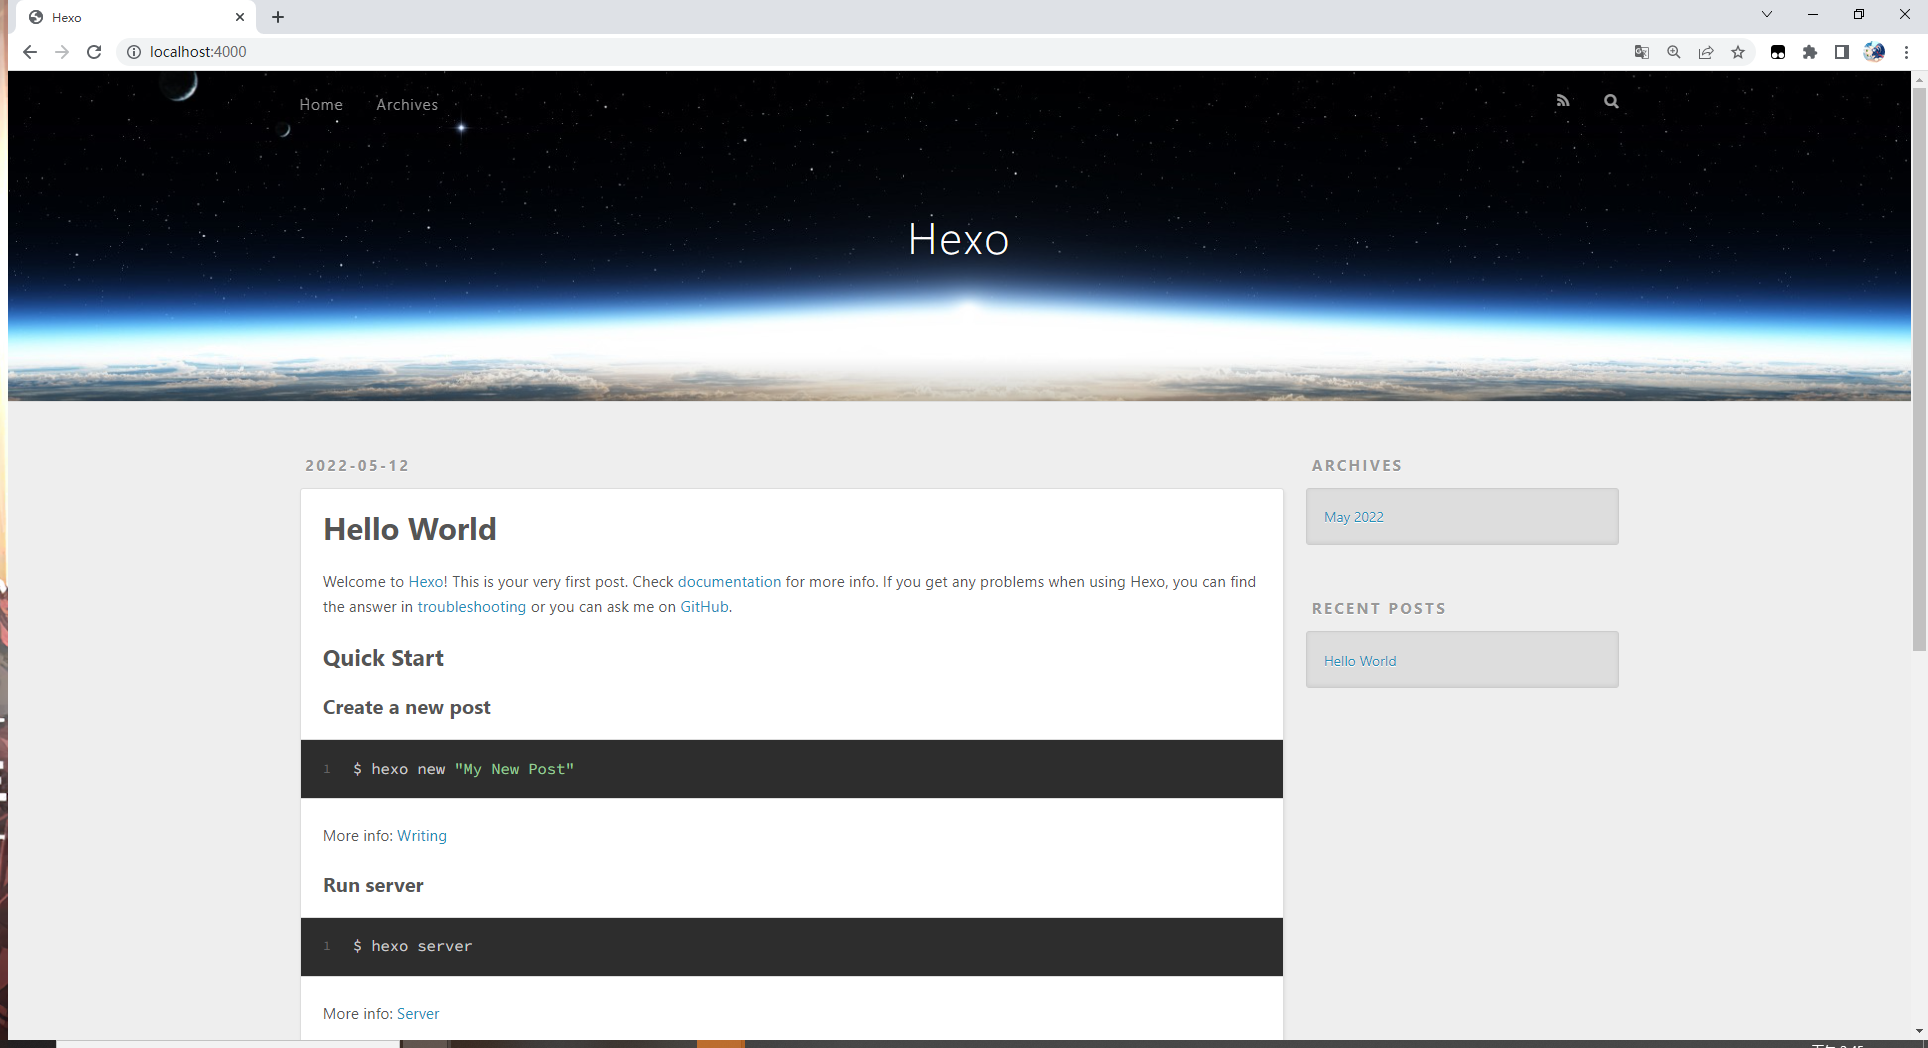 Hexo
localhost:4000
Home Archives
Hexo
2022-05-12
Hello World
Welcome to Hexo! This is your very first post. Check documentation for more info. If you get any problems when using Hexo, you can find
the answer in troubleshooting or you can ask me on GitHub.
Quick Start
Create a new post
1 $ hexo new "My New Post"
More info: Writing
Run server
1 $ hexo server
More info: Server
ARCHIVES
May 2022
RECENT POSTS
Hello World